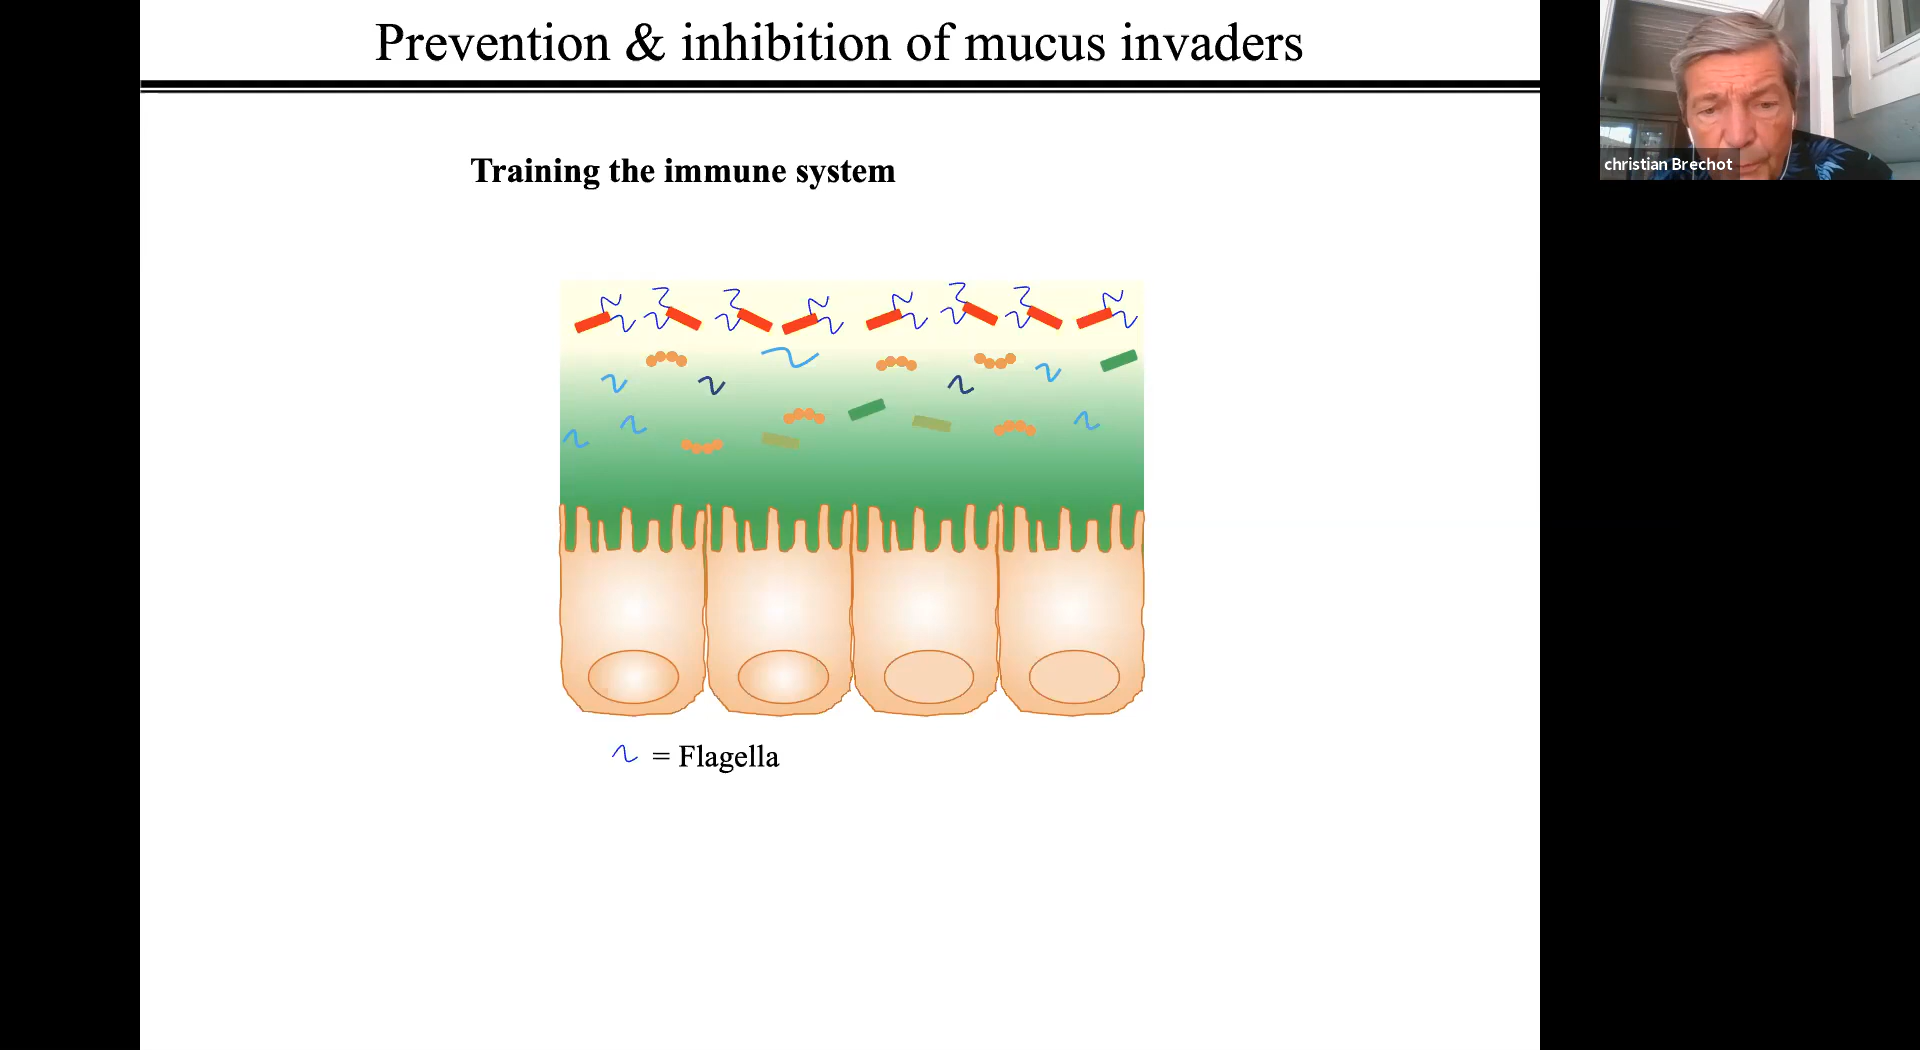 Prevention & inhibition of mucus invaders
christian Brechot
Training the immune system
= Flagella